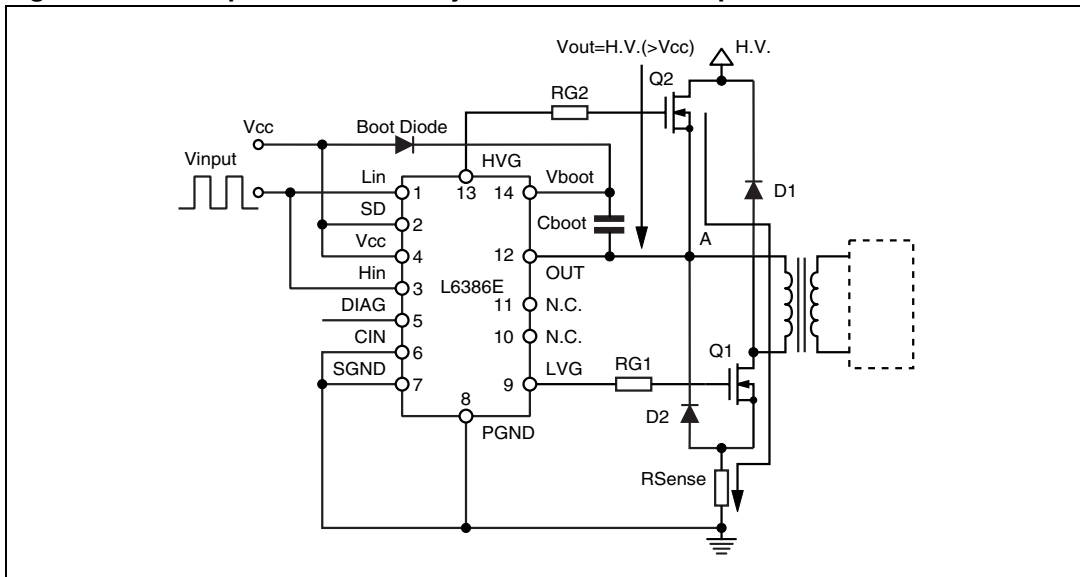 Vout=H.V.(>Vcc)
H.V.
Q2
RG2
Vcc
Boot Diode
Vinput
HVG
Lin
1
13
14
Vboot
D1
SD
2
Cboot
Vcc
4
12
A
Hin
3
L6386E
OUT
11
N.C.
DIAG
5
10
N.C.
CIN
6
Q1
SGND
7
9
LVG
RG1
8
PGND
D2
RSense